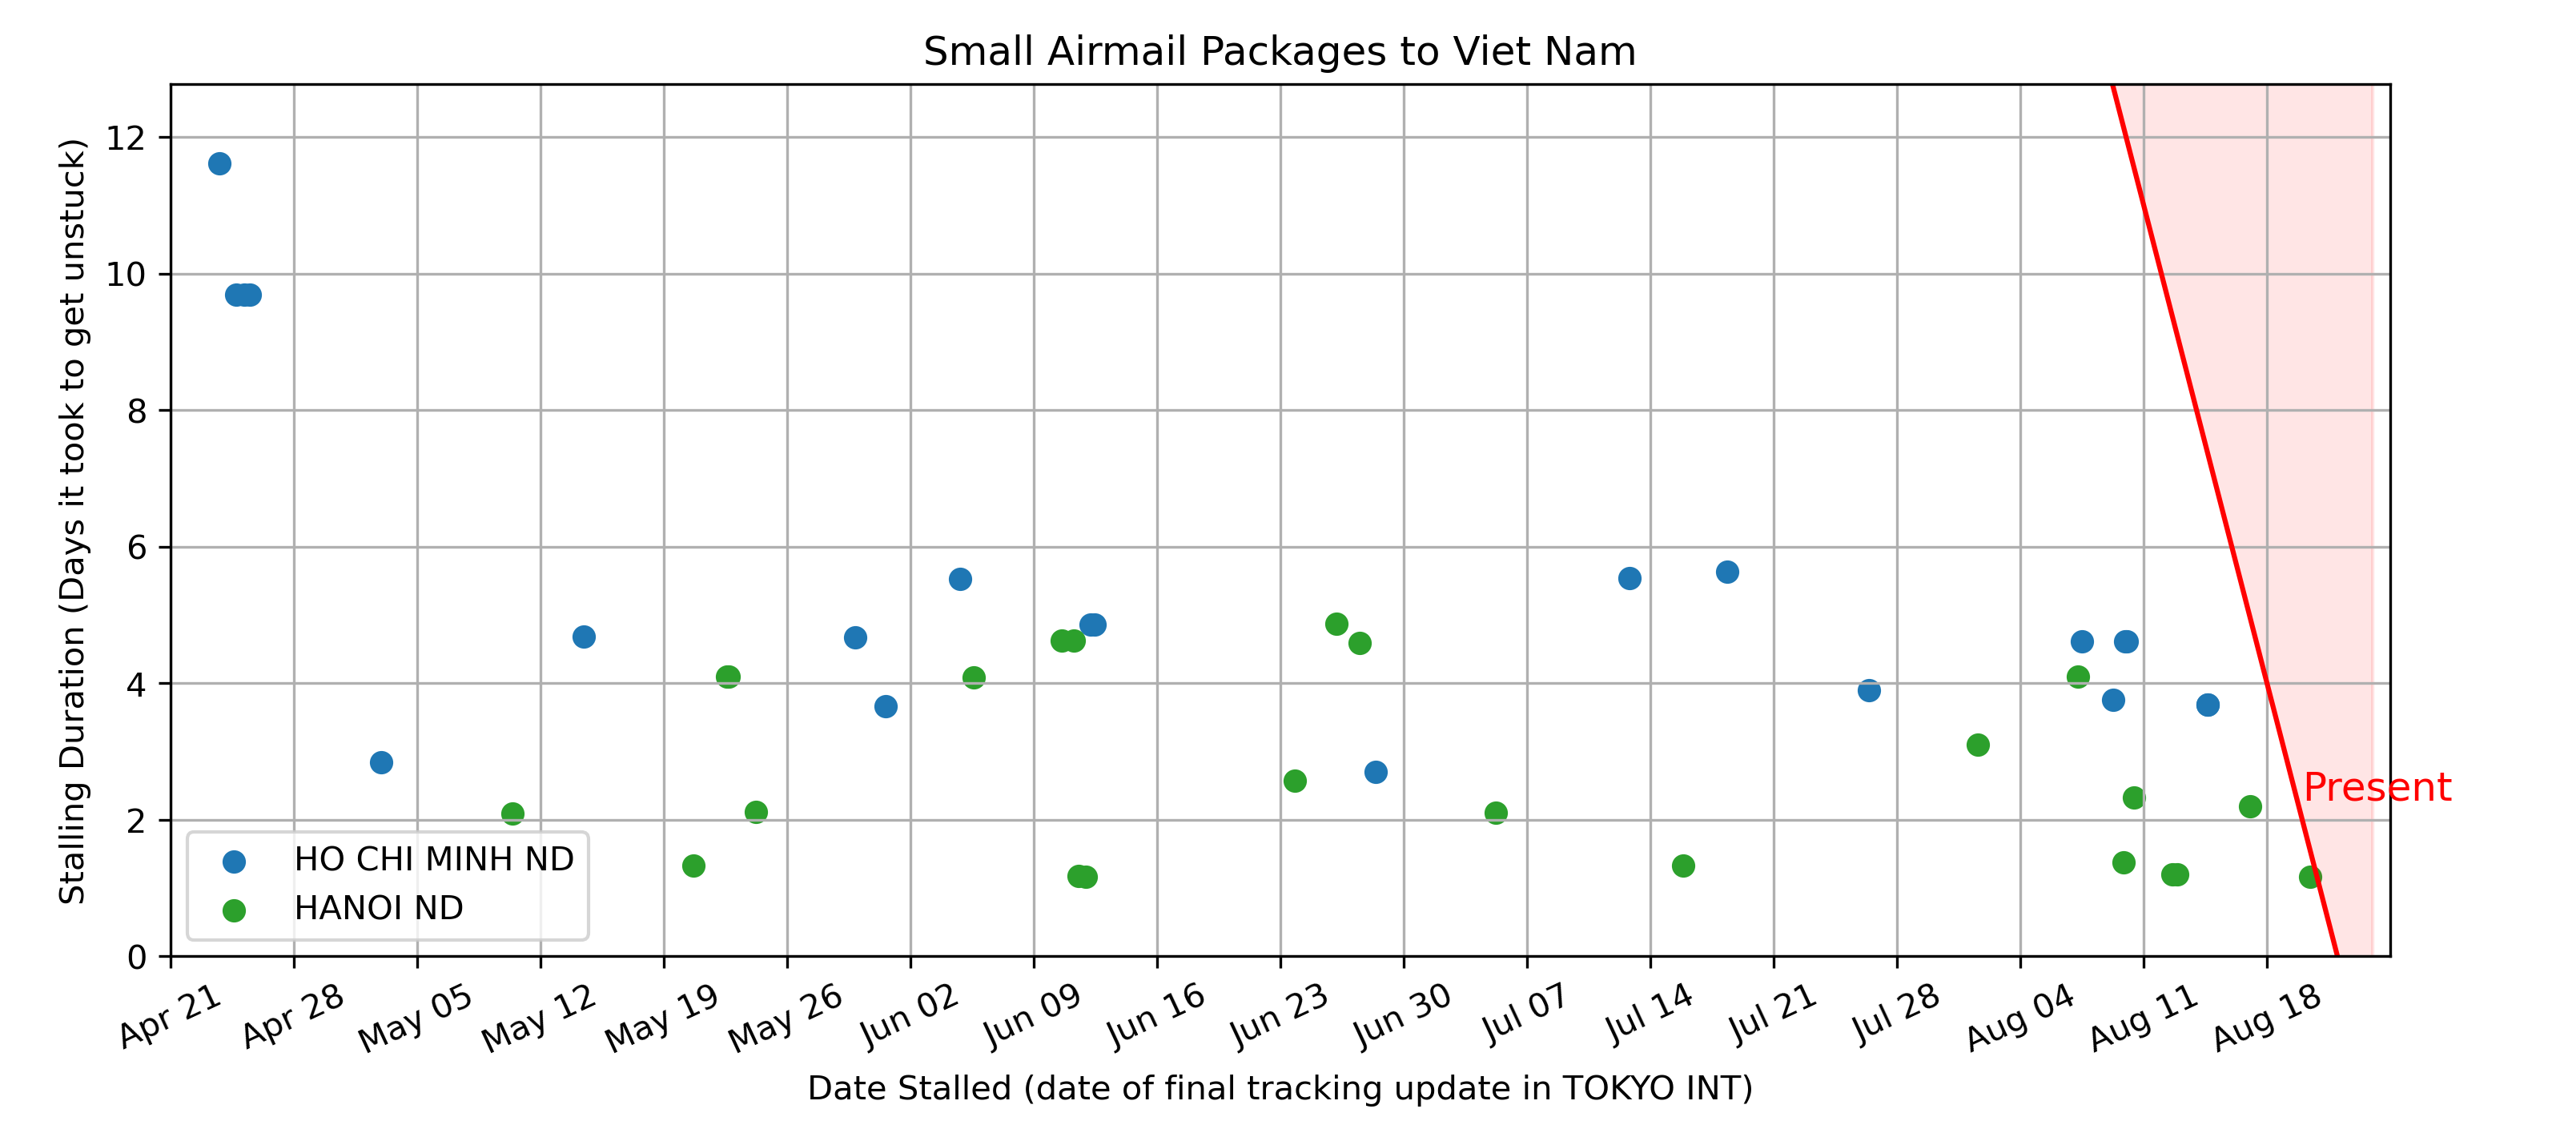 Small Airmail Packages to Viet Nam
Stalling Duration (Days it took to get unstuck)
12
10
8
6
4
2
0
Present
HO CHI MINH ND
HANOI ND
Apr 21
Apr 28
May 05
May 12
May 19
May 26
Jun 02
Jun 09
Jun 16
Jun 23
Jun 30
Jul 07
Jul 14
Jul 21
Jul 28
Aug 04
Aug 11
Aug 18
Date Stalled (date of final tracking update in TOKYO INT)